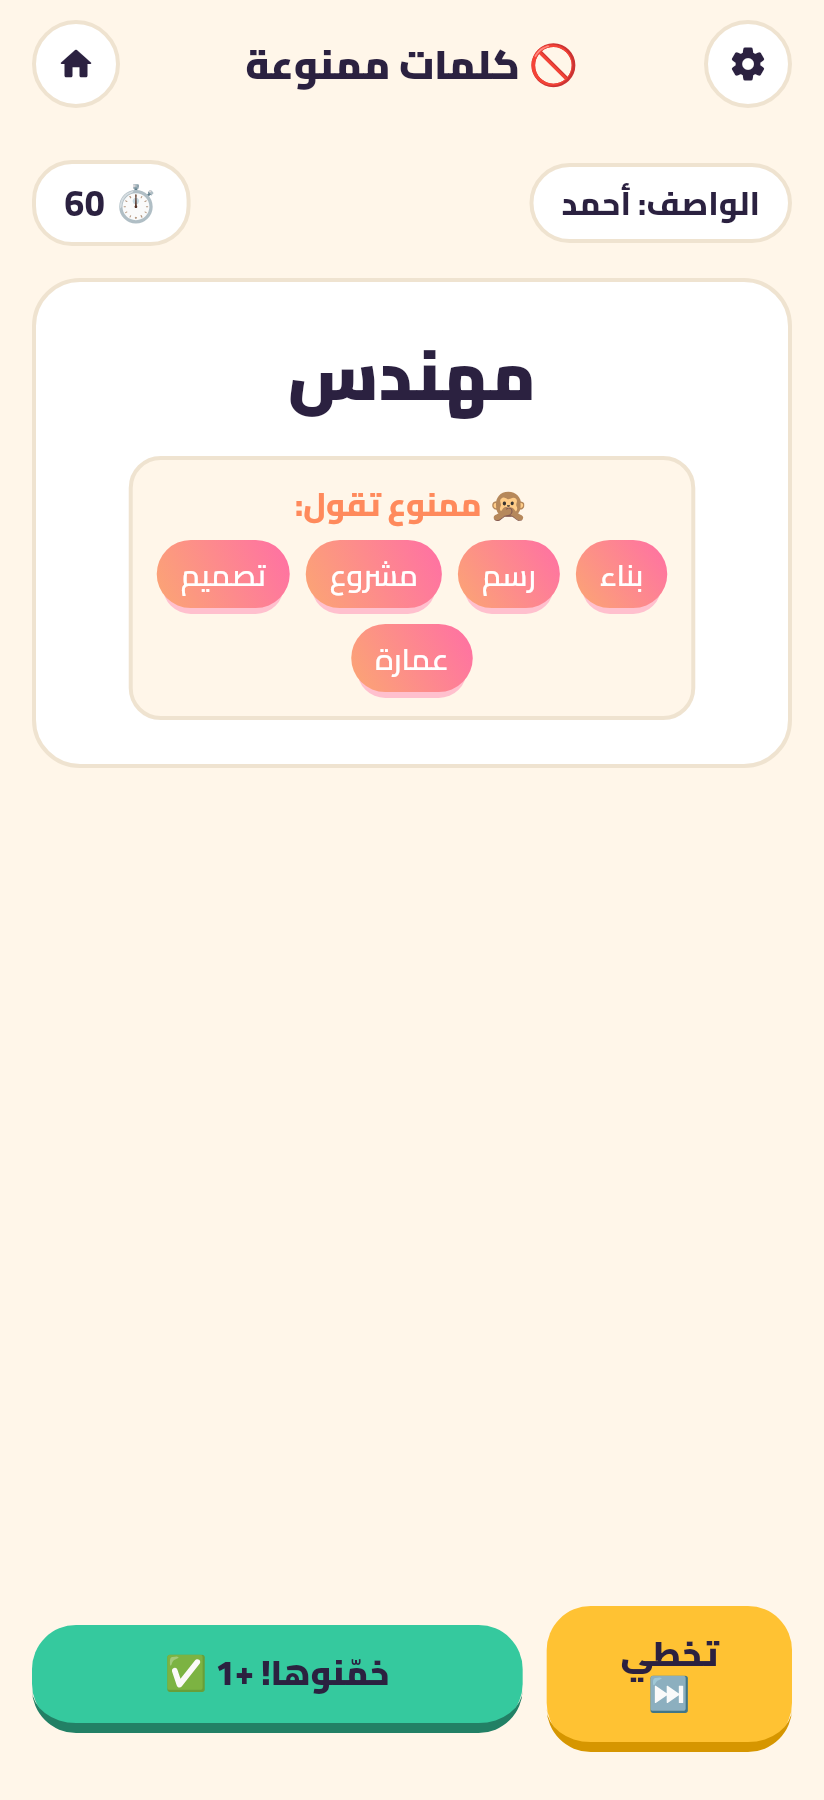 🚫 كلمات ممنوعة
الواصف: أحمد
⏱️ 60
مهندس
🙊 ممنوع تقول:
بناء رسم مشروع تصميم
عمارة
تخطي
⏭️
خمّنوها! +1 ✅